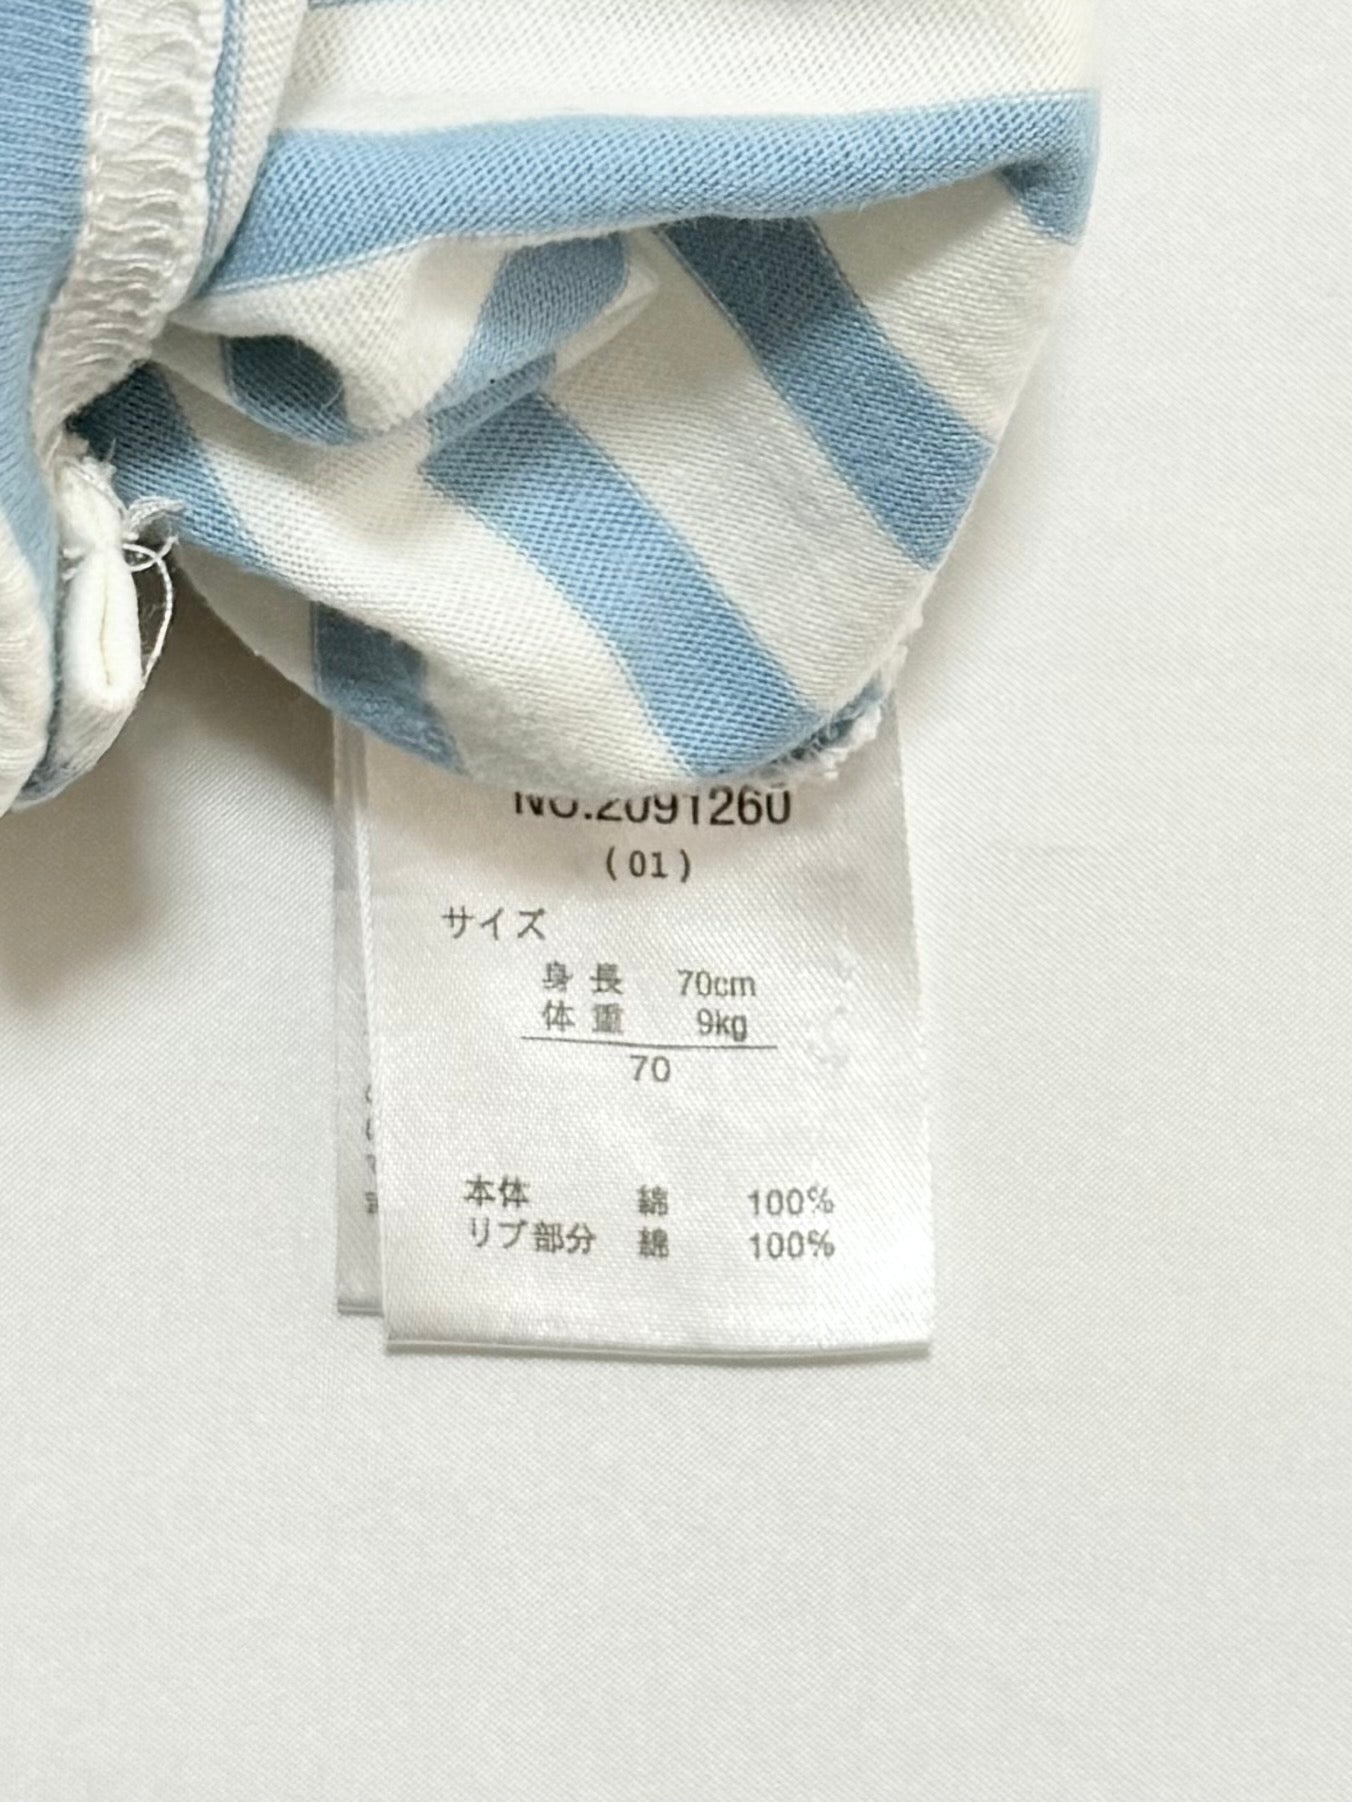 NO.2091260
(01)
サイズ
身長 70cm
体重 9kg
70
本体 綿 100%
リブ部分 綿 100%